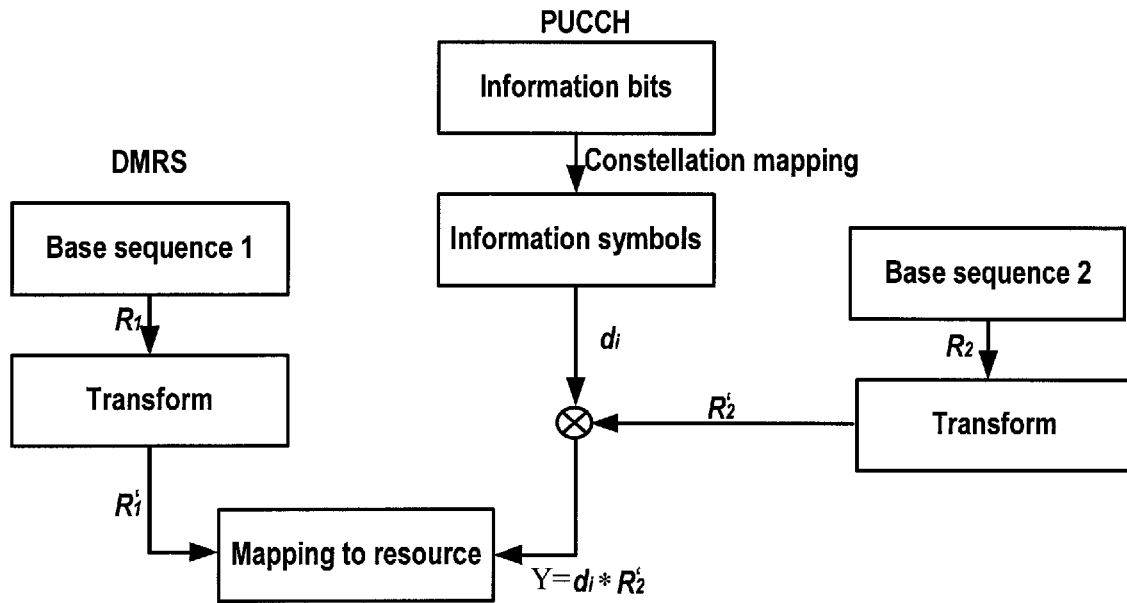 PUCCH
Information bits
Constellation mapping
DMRS
Base sequence 1
Information symbols
Base sequence 2
R₁
dᵢ
R₂
Transform
R'₂
Transform
R'₁
Mapping to resource
Y=dᵢ*R'₂